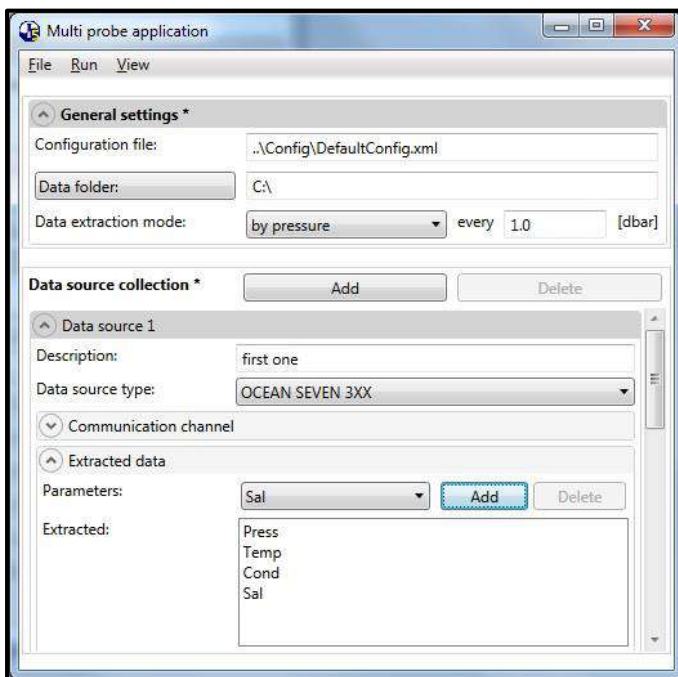 Multi probe application
File Run View
General settings *
Configuration file: ..\Config\DefaultConfig.xml
Data folder: C:\
Data extraction mode: by pressure every 1.0 [dbar]
Data source collection * Add Delete
Data source 1
Description: first one
Data source type: OCEAN SEVEN 3XX
Communication channel
Extracted data
Parameters: Sal Add Delete
Extracted: Press
Temp
Cond
Sal